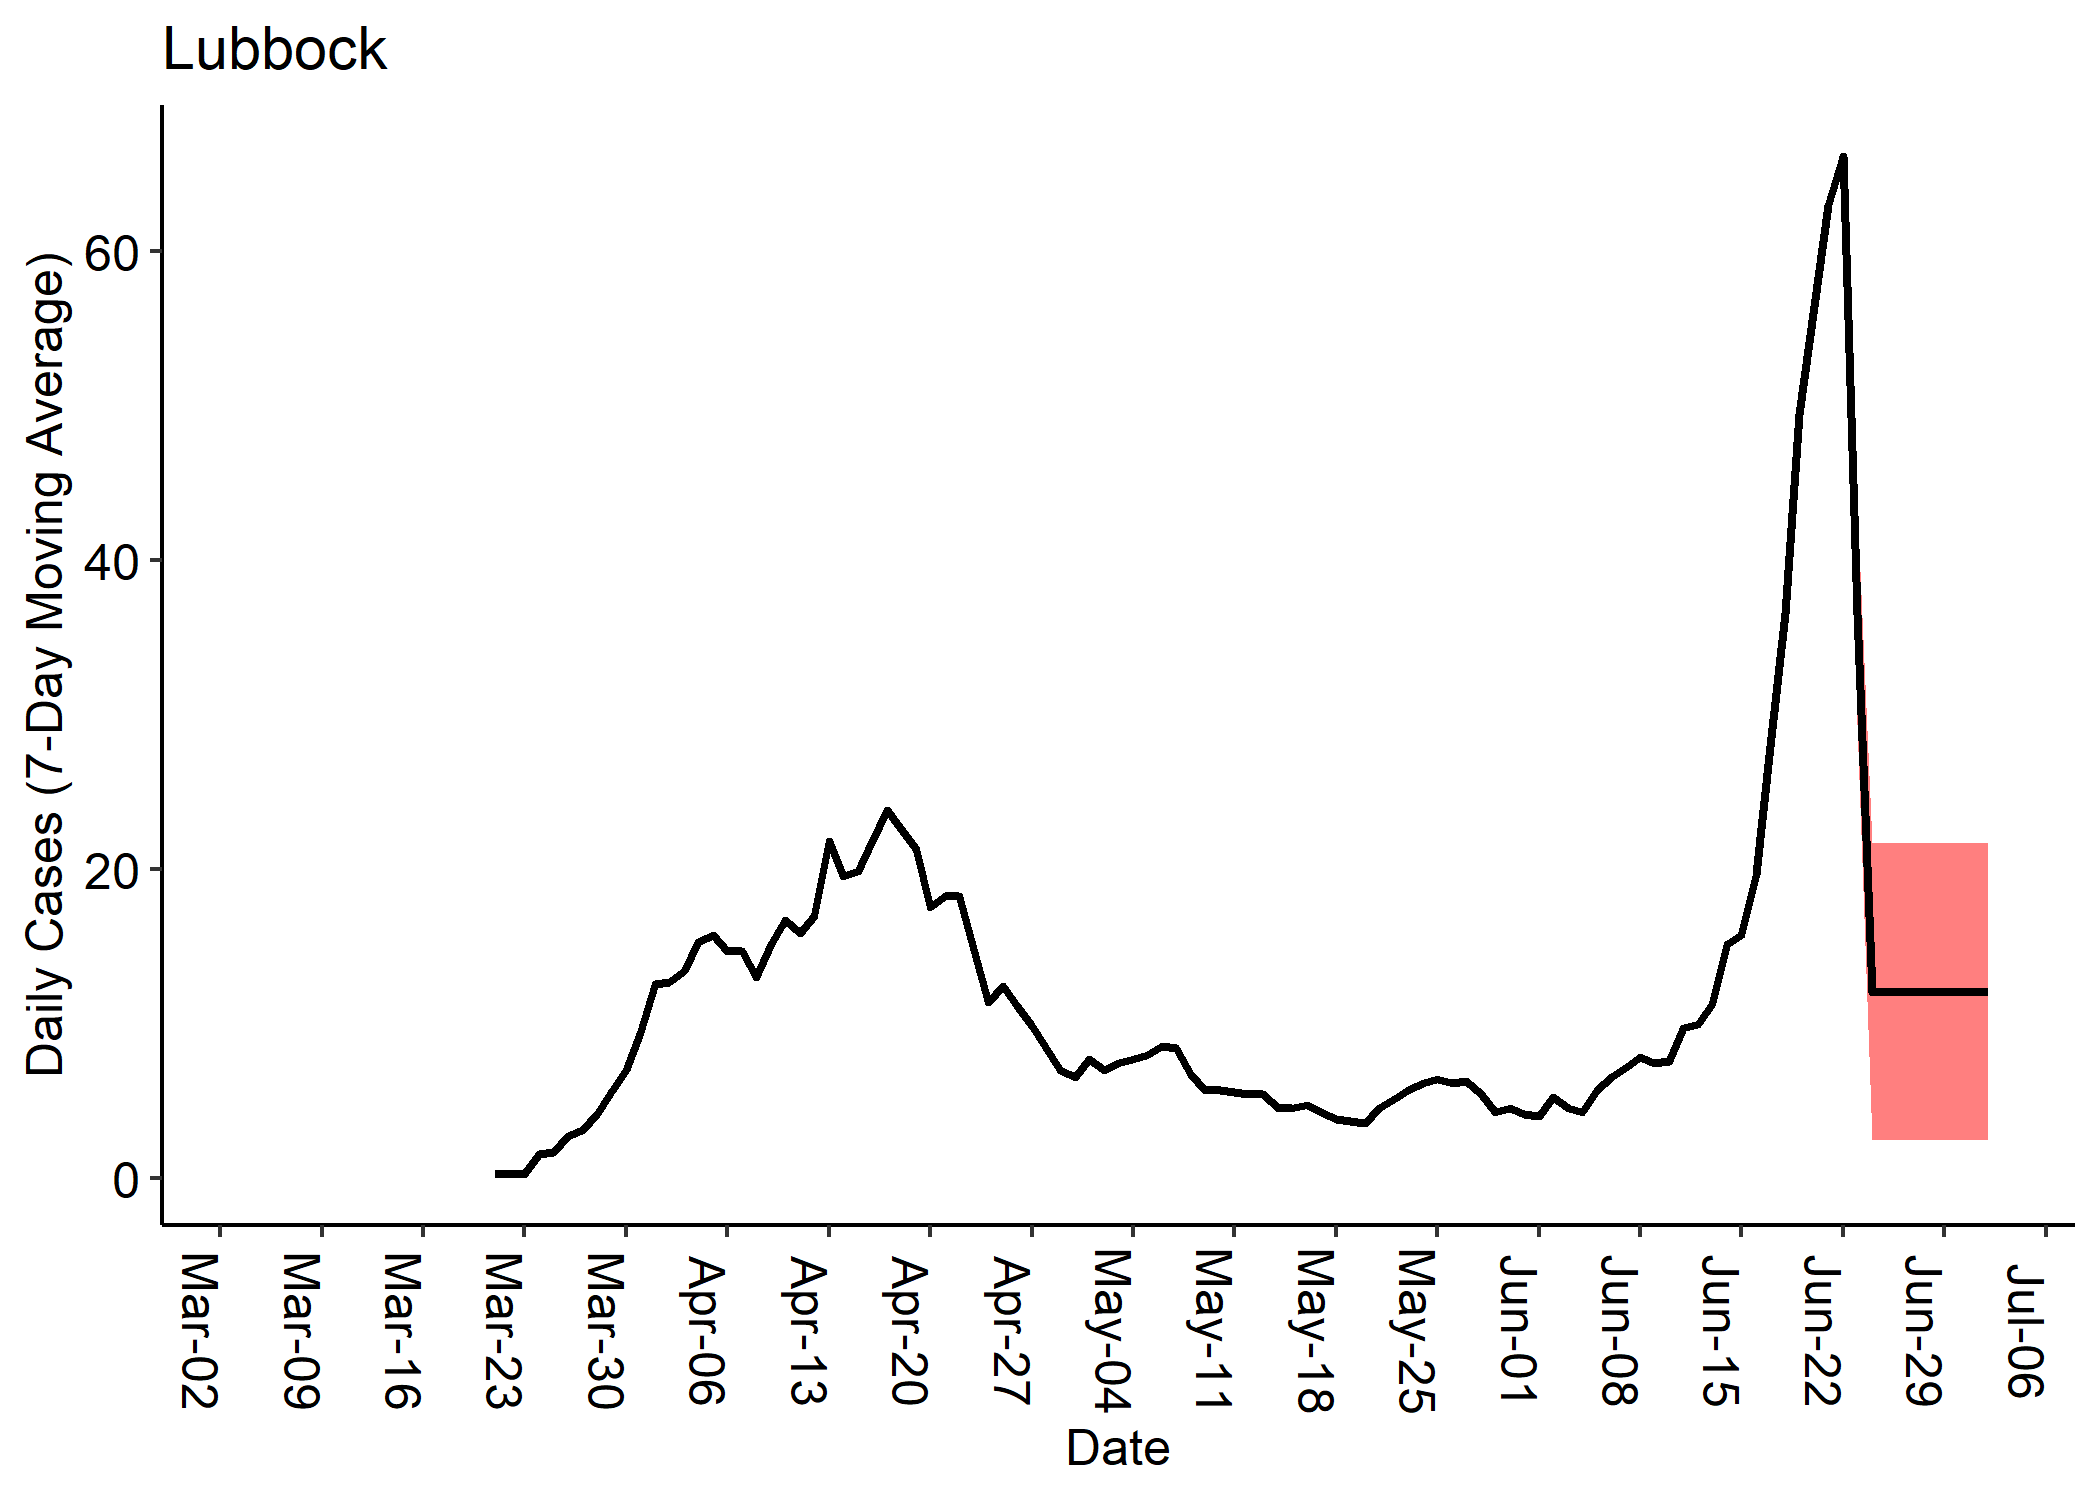 Lubbock
Daily Cases (7-Day Moving Average)
60
40
20
0
Mar-02
Mar-09
Mar-16
Mar-23
Mar-30
Apr-06
Apr-13
Apr-20
Apr-27
May-04
May-11
May-18
May-25
Jun-01
Jun-08
Jun-15
Jun-22
Jun-29
Jul-06
Date